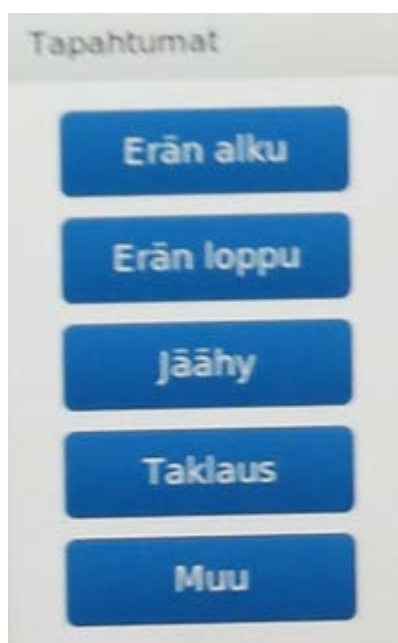 Tapahtumat
Erän alku
Erän loppu
Jäähy
Taklaus
Muu